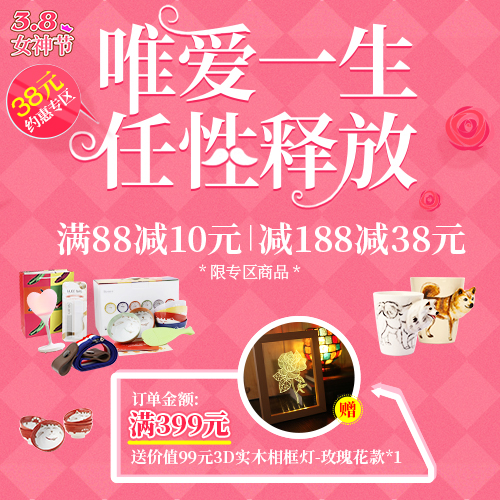 3.8
女神节
38元
约惠专区
唯爱一生
任性释放
满88减10元|减188减38元
*限专区商品*
订单金额:
满399元
赠
送价值99元3D实木相框灯-玫瑰花款*1